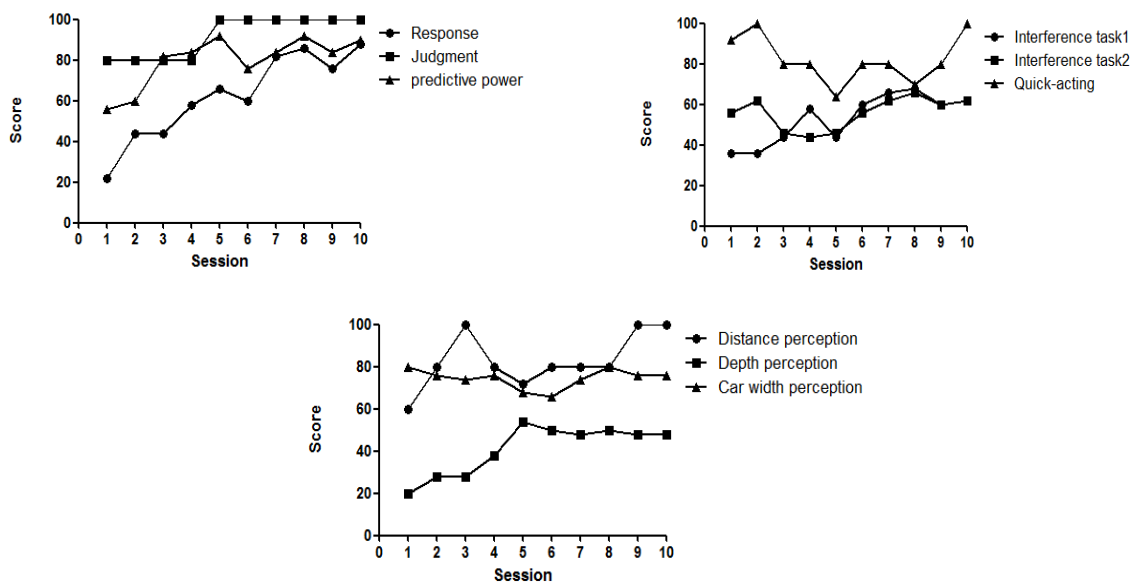 100
80
60
40
20
0
Score
0 1 2 3 4 5 6 7 8 9 10
Session
Response
Judgment
predictive power
100
80
60
40
20
0
Score
0 1 2 3 4 5 6 7 8 9 10
Session
Interference task1
Interference task2
Quick-acting
100
80
60
40
20
0
Score
0 1 2 3 4 5 6 7 8 9 10
Session
Distance perception
Depth perception
Car width perception